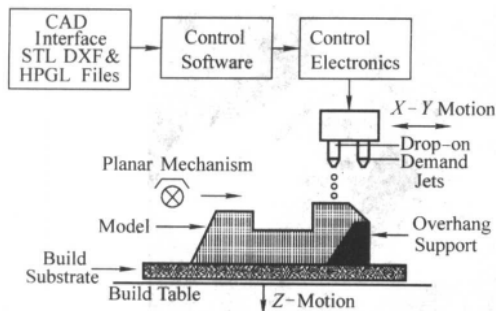 CAD
Interface
STL DXF &
HPGL Files
Control
Software
Control
Electronics
X-Y Motion
Drop-on
Demand
Jets
Planar Mechanism
Model
Overhang
Support
Build
Substrate
Build Table
Z-Motion